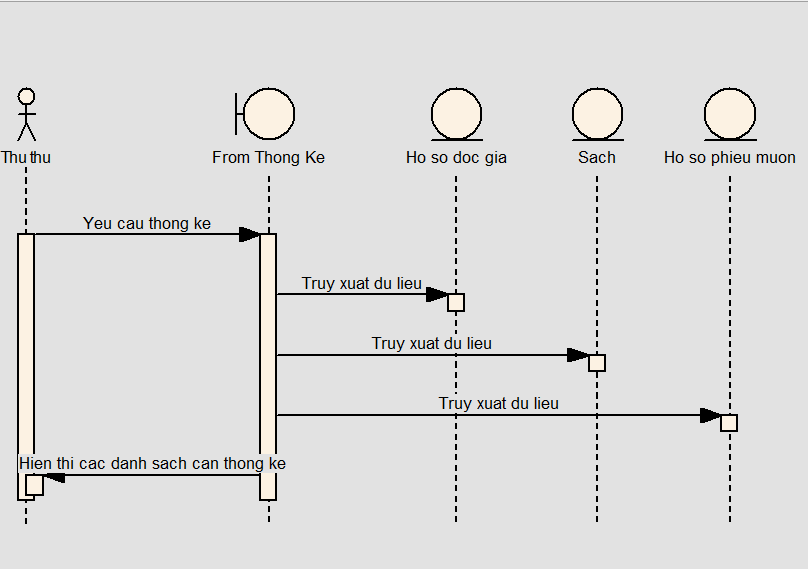 Thu thu
From Thong Ke
Ho so doc gia
Sach
Ho so phieu muon
Yeu cau thong ke
Truy xuat du lieu
Truy xuat du lieu
Truy xuat du lieu
Hien thi cac danh sach can thong ke